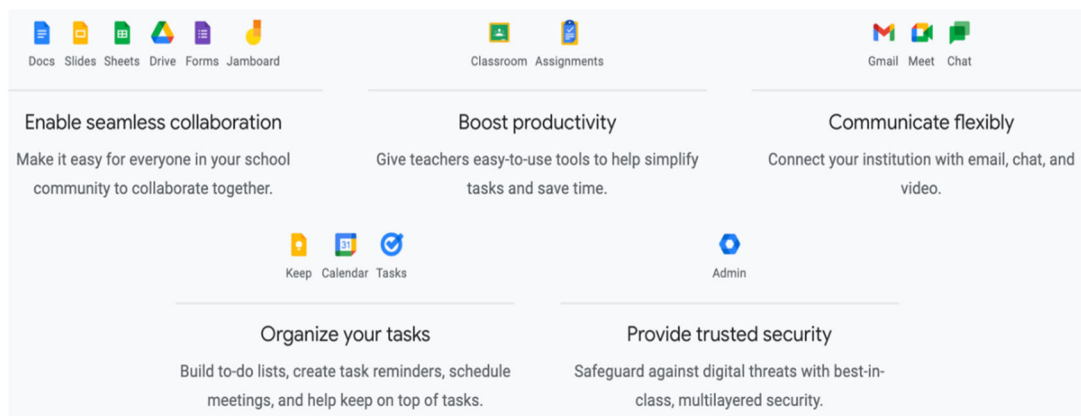 Docs Slides Sheets Drive Forms Jamboard
Enable seamless collaboration
Make it easy for everyone in your school
community to collaborate together.
Classroom Assignments
Boost productivity
Give teachers easy-to-use tools to help simplify
tasks and save time.
Gmail Meet Chat
Communicate flexibly
Connect your institution with email, chat, and
video.
Keep 31 Calendar Tasks
Organize your tasks
Build to-do lists, create task reminders, schedule
meetings, and help keep on top of tasks.
Admin
Provide trusted security
Safeguard against digital threats with best-in-
class, multilayered security.